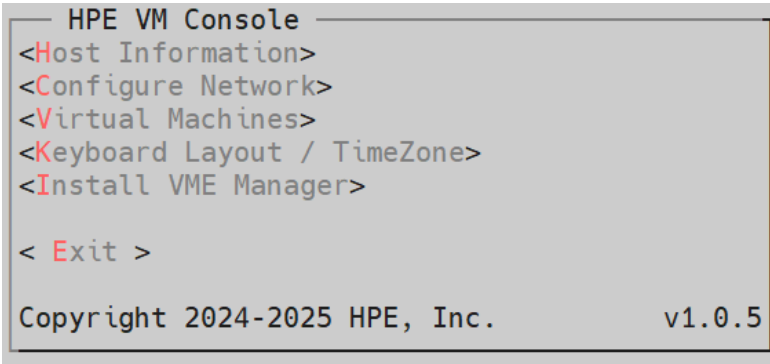 HPE VM Console
<Host Information>
<Configure Network>
<Virtual Machines>
<Keyboard Layout / TimeZone>
<Install VME Manager>
< Exit >
Copyright 2024-2025 HPE, Inc. v1.0.5